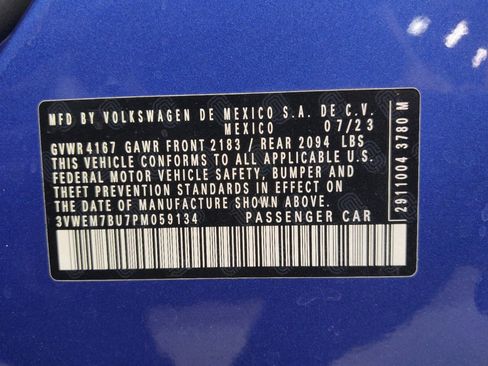 MFD BY VOLKSWAGEN DE MEXICO S.A. DE C.V.
MEXICO 07/23
GVWR 4167 GAWR FRONT 2183 / REAR 2094 LBS
THIS VEHICLE CONFORMS TO ALL APPLICABLE U.S.
FEDERAL MOTOR VEHICLE SAFETY, BUMPER AND
THEFT PREVENTION STANDARDS IN EFFECT ON
THE DATE OF MANUFACTURE SHOWN ABOVE.
3VWEM7BU7PM059134 PASSENGER CAR
2911004 3780 M